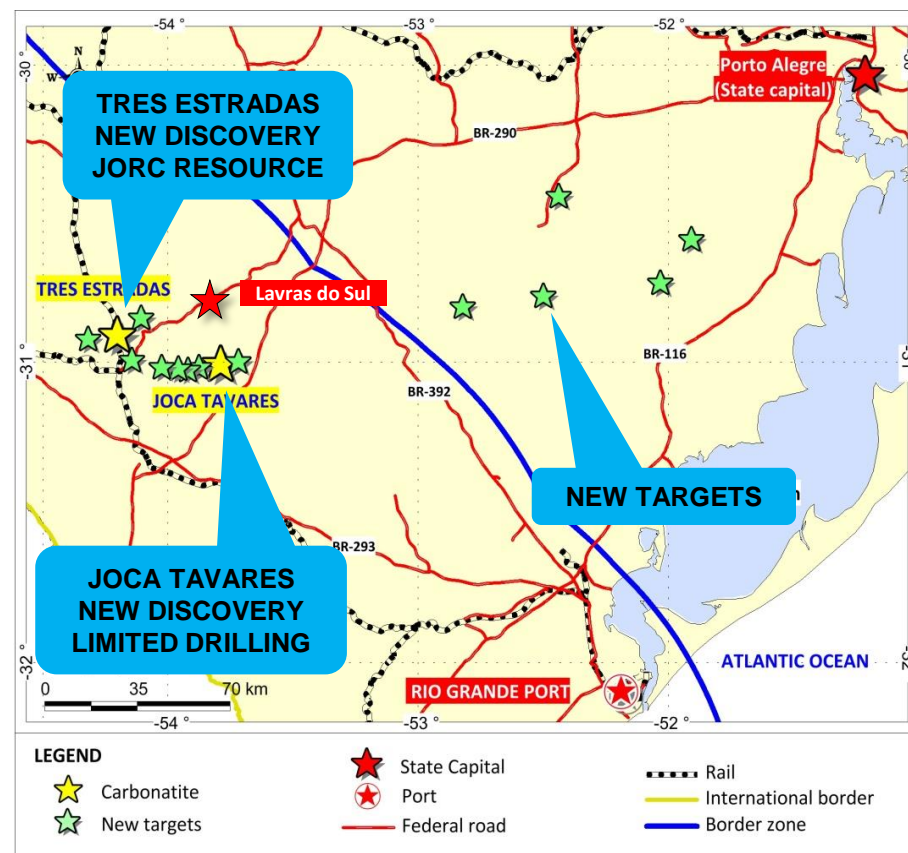 -54 °
-53
-52
-30 °
N
W
Porto Alegre
(State capital)
TRES ESTRADAS
NEW DISCOVERY
JORC RESOURCE
BR-290
TRES ESTRADAS
Lavras do Sul
-31 °
JOCA TAVARES
BR-116
BR-392
NEW TARGETS
BR-293
JOCA TAVARES
NEW DISCOVERY
LIMITED DRILLING
-32 °
ATLANTIC OCEAN
0 35 70 km
RIO GRANDE PORT
-54 °
-53 °
-52 °
LEGEND
Carbonatite
New targets
State Capital
Port
Federal road
Rail
International border
Border zone